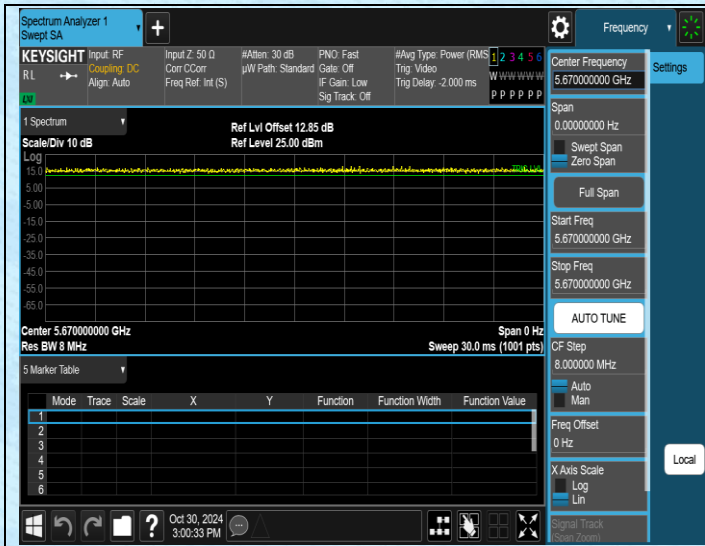 Spectrum Analyzer 1
Swept SA
+
Frequency
KEYSIGHT
RL
LXI
Input: RF
Coupling: DC
Align: Auto
Input Z: 50 Ω
Corr CCorr
Freq Ref: Int (S)
#Atten: 30 dB
µW Path: Standard
PNO: Fast
Gate: Off
IF Gain: Low
Sig Track: Off
#Avg Type: Power (RMS
Trig: Video
Trig Delay: -2.000 ms
1 2 3 4 5 6
W W W W W W
P P P P P P
1 Spectrum
Scale/Div 10 dB
Ref Lvl Offset 12.85 dB
Ref Level 25.00 dBm
Log
15.0
5.00
-5.00
-15.0
-25.0
-35.0
-45.0
-55.0
-65.0
Center 5.670000000 GHz
Res BW 8 MHz
Span 0 Hz
Sweep 30.0 ms (1001 pts)
5 Marker Table
Mode Trace Scale X Y Function Function Width Function Value
1
2
3
4
5
6
Center Frequency
5.670000000 GHz
Span
0.00000000 Hz
Swept Span
Zero Span
Full Span
Start Freq
5.670000000 GHz
Stop Freq
5.670000000 GHz
AUTO TUNE
CF Step
8.000000 MHz
Auto
Man
Freq Offset
0 Hz
X Axis Scale
Log
Lin
Signal Track
(Span Zoom)
Settings
Local
?
Oct 30, 2024
3:00:33 PM